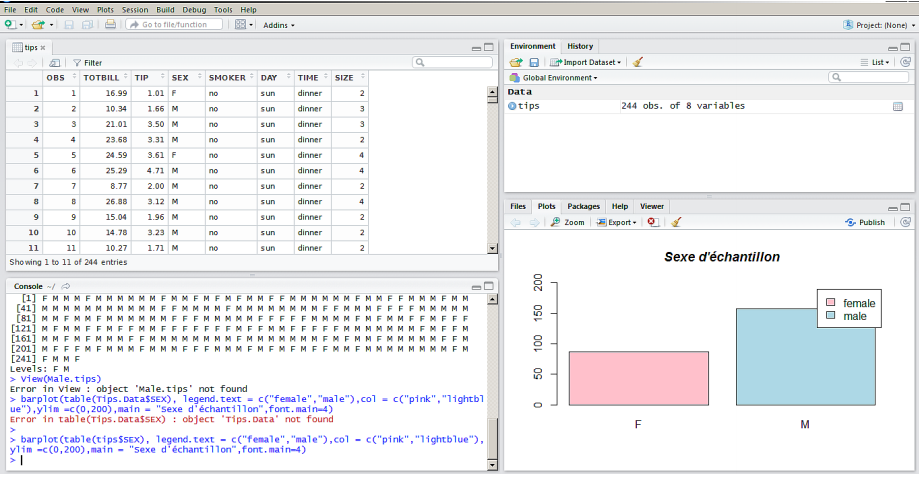 File Edit Code View Plots Session Build Debug Tools Help
Go to file/function Addins Project: (None)
tips
Filter
OBS TOTBILL TIP SEX SMOKER DAY TIME SIZE
1 1 16.99 1.01 F no sun dinner 2
2 2 10.34 1.66 M no sun dinner 3
3 3 21.01 3.50 M no sun dinner 3
4 4 23.68 3.31 M no sun dinner 2
5 5 24.59 3.61 F no sun dinner 4
6 6 25.29 4.71 M no sun dinner 4
7 7 8.77 2.00 M no sun dinner 2
8 8 26.88 3.12 M no sun dinner 4
9 9 15.04 1.96 M no sun dinner 2
10 10 14.78 3.23 M no sun dinner 2
11 11 10.27 1.71 M no sun dinner 2
Showing 1 to 11 of 244 entries
Console ~/
[1] F M M M F M M M M M M F M M F M F M F M M F F M M M M M M F M M F F M M M F M M
[41]
[81]
[121]
[161]
[201]
[241] F M M F
Levels: F M
> View(Male.tips)
Error in View : object 'Male.tips' not found
> barplot(table(Tips.Data$SEX), legend.text = c("female","male"),col = c("pink","lightbl
ue"),ylim =c(0,200),main = "Sexe d'échantillon",font.main=4)
Error in table(Tips.Data$SEX) : object 'Tips.Data' not found
>
> barplot(table(tips$SEX), legend.text = c("female","male"),col = c("pink","lightblue"),
ylim =c(0,200),main = "Sexe d'échantillon",font.main=4)
>
Environment History
Import Dataset List
Global Environment
Data
tips 244 obs. of 8 variables
Files Plots Packages Help Viewer
Zoom Export Publish
Sexe d'échantillon
200
150
100
50
0
female
male
F M